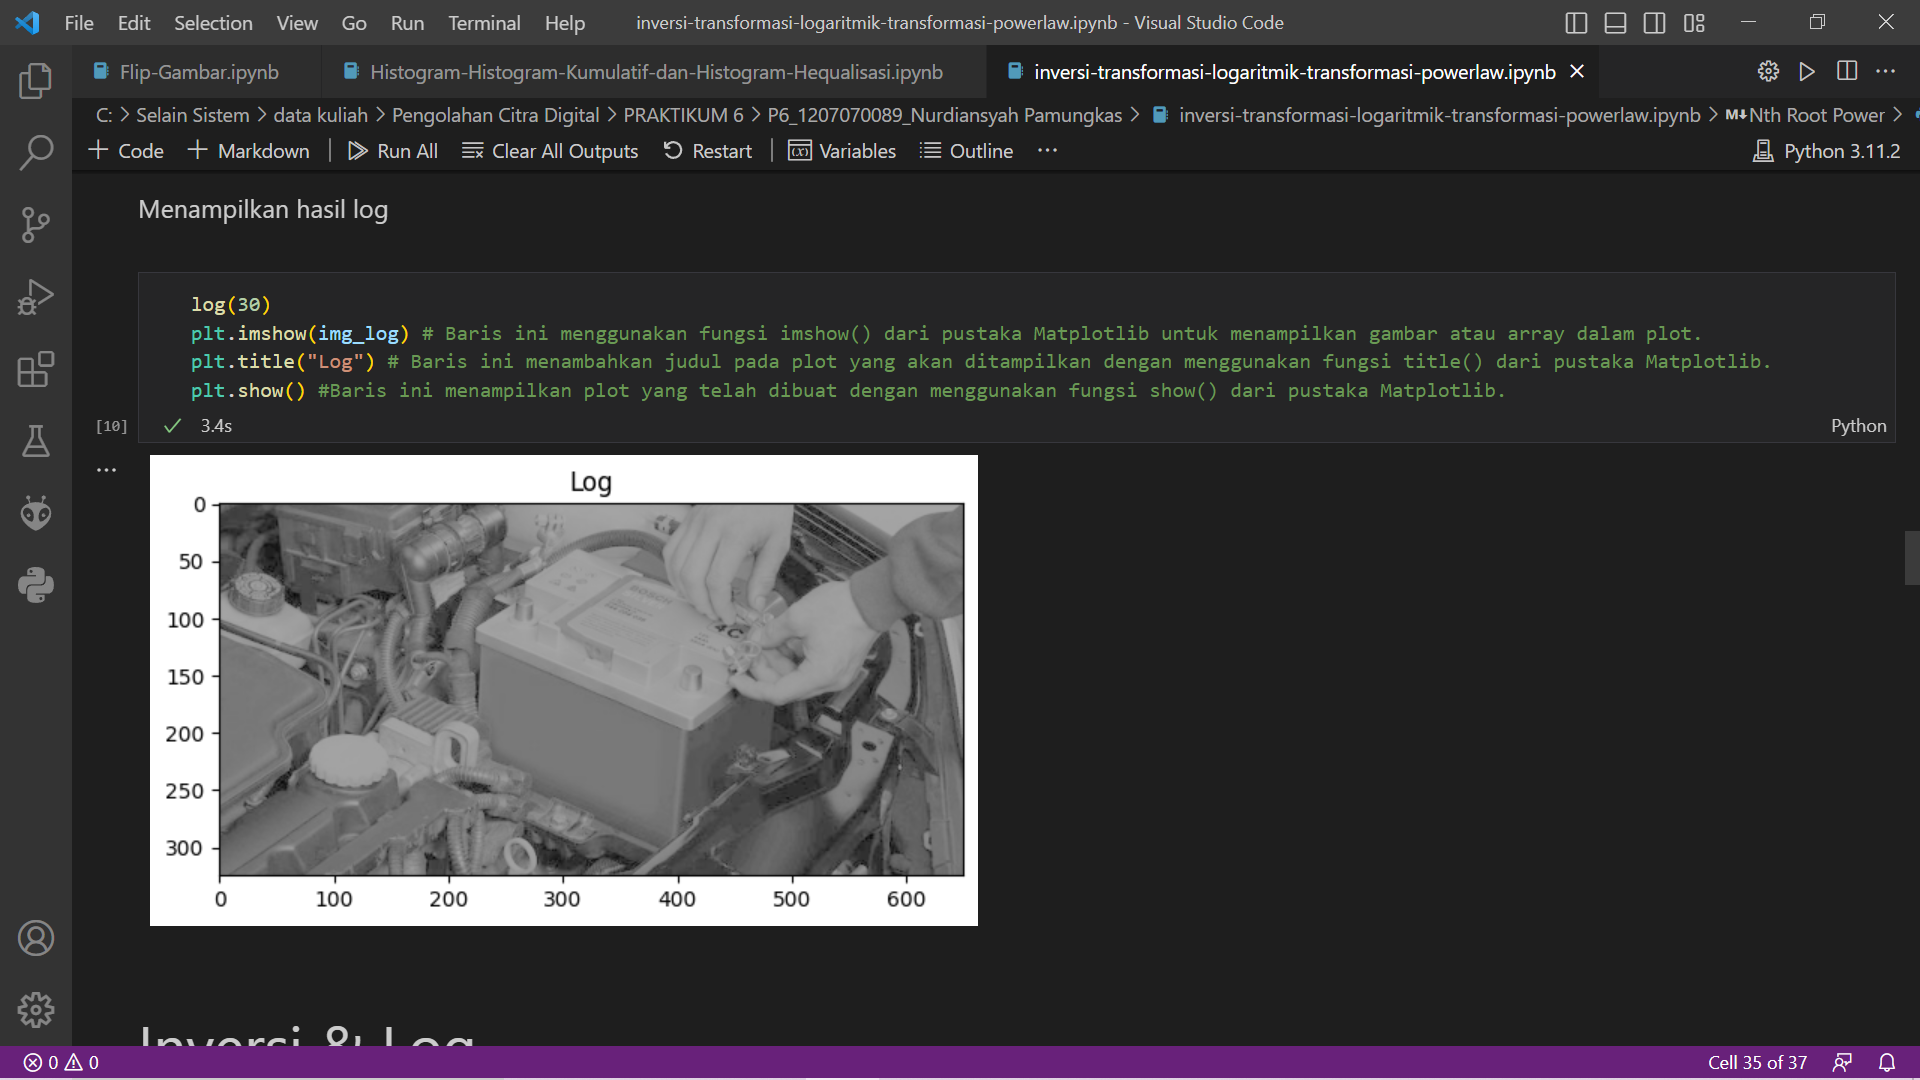 File Edit Selection View Go Run Terminal Help inversi-transformasi-logaritmik-transformasi-powerlaw.ipynb - Visual Studio Code
Flip-Gambar.ipynb Histogram-Histogram-Kumulatif-dan-Histogram-Hequalisasi.ipynb inversi-transformasi-logaritmik-transformasi-powerlaw.ipynb
C: > Selain Sistem > data kuliah > Pengolahan Citra Digital > PRAKTIKUM 6 > P6_1207070089_Nurdiansyah Pamungkas > inversi-transformasi-logaritmik-transformasi-powerlaw.ipynb > M↓Nth Root Power >
+ Code + Markdown Run All Clear All Outputs Restart Variables Outline ... Python 3.11.2
Menampilkan hasil log
log(30)
plt.imshow(img_log) # Baris ini menggunakan fungsi imshow() dari pustaka Matplotlib untuk menampilkan gambar atau array dalam plot.
plt.title("Log") # Baris ini menambahkan judul pada plot yang akan ditampilkan dengan menggunakan fungsi title() dari pustaka Matplotlib.
plt.show() #Baris ini menampilkan plot yang telah dibuat dengan menggunakan fungsi show() dari pustaka Matplotlib.
[10] 3.4s Python
Log
0
50
100
150
200
250
300
0 100 200 300 400 500 600
BOSCH
4C
Inversi & Log
0 0 Cell 35 of 37